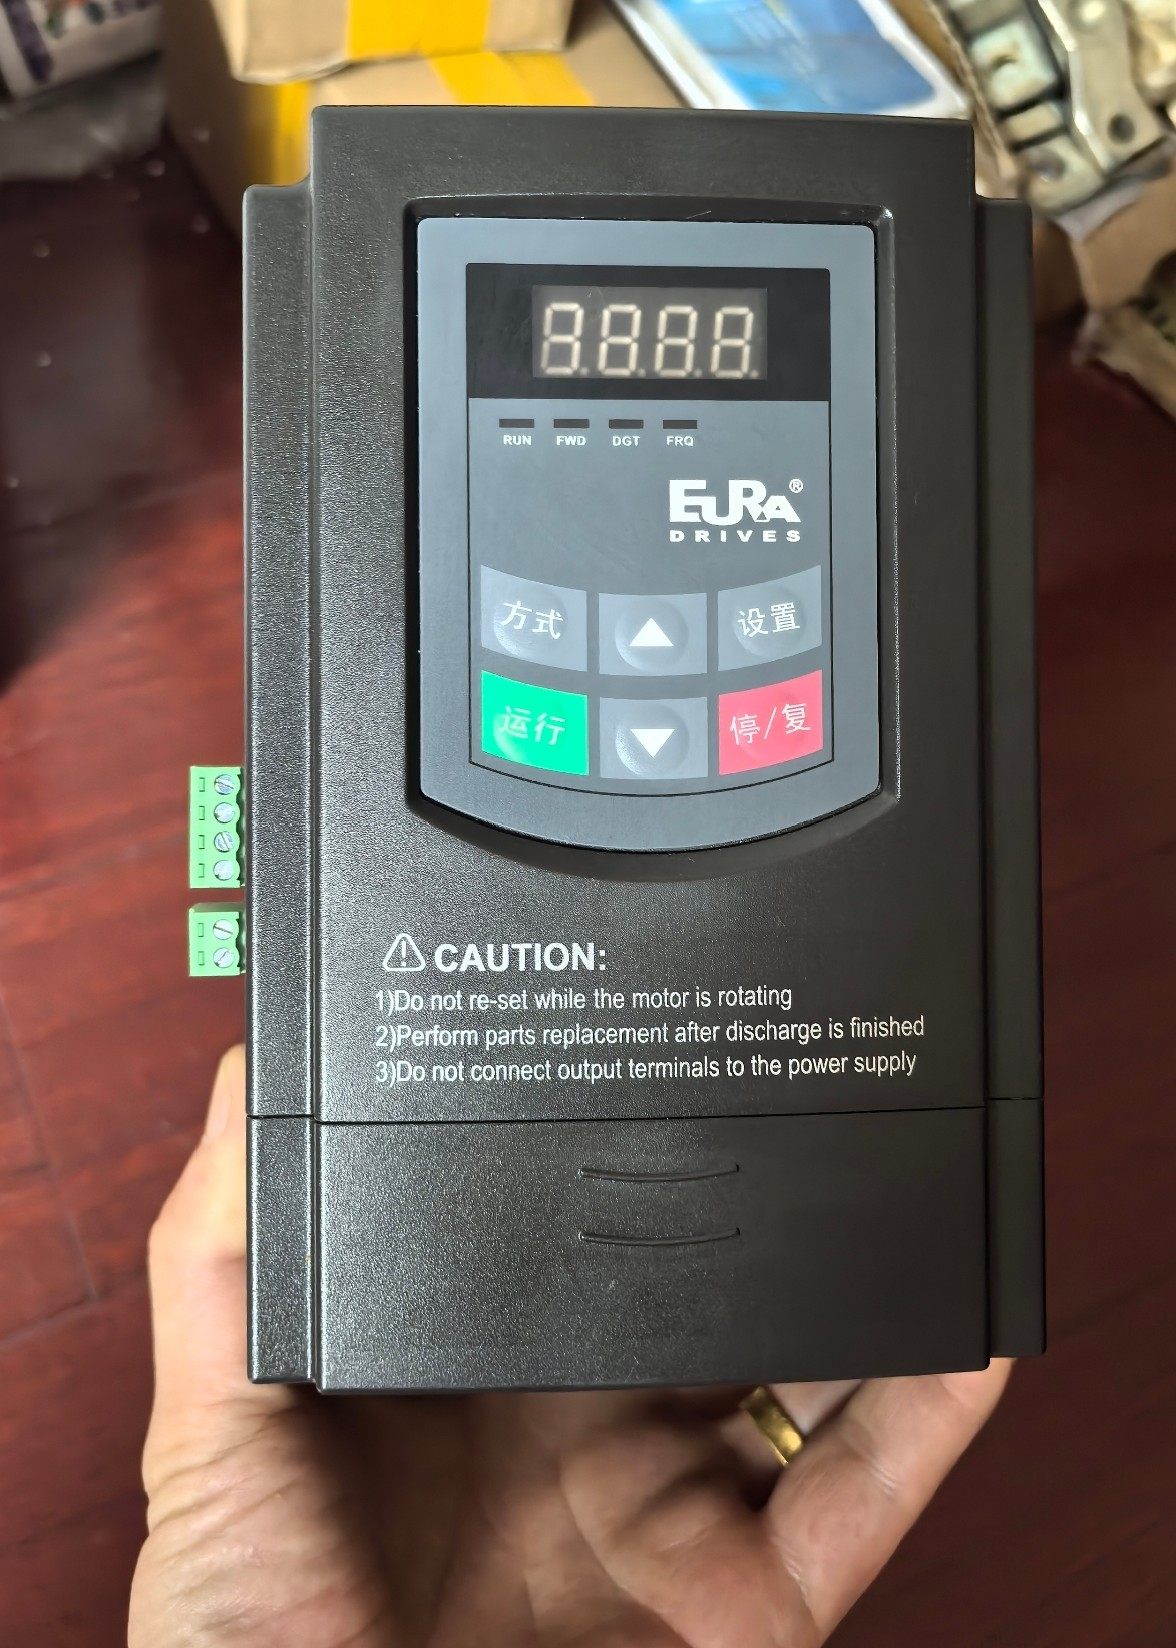 8.8.8.8.
RUN FWD DGT FRQ
EURA®
DRIVES
方式 ▲ 设置
运行 ▼ 停/复
CAUTION:
1)Do not re-set while the motor is rotating
2)Perform parts replacement after discharge is finished
3)Do not connect output terminals to the power supply